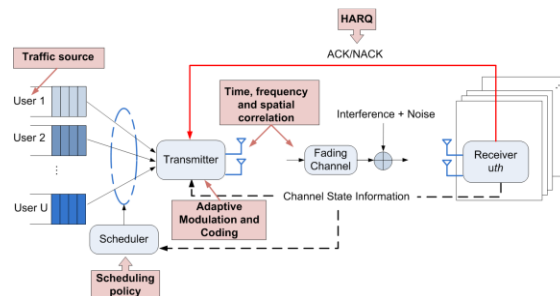 HARQ
ACK/NACK
Traffic source
User 1
User 2
...
User U
Time, frequency
and spatial
correlation
Interference + Noise
Transmitter
Fading
Channel
Receiver
uth
Channel State Information
Adaptive
Modulation and
Coding
Scheduler
Scheduling
policy